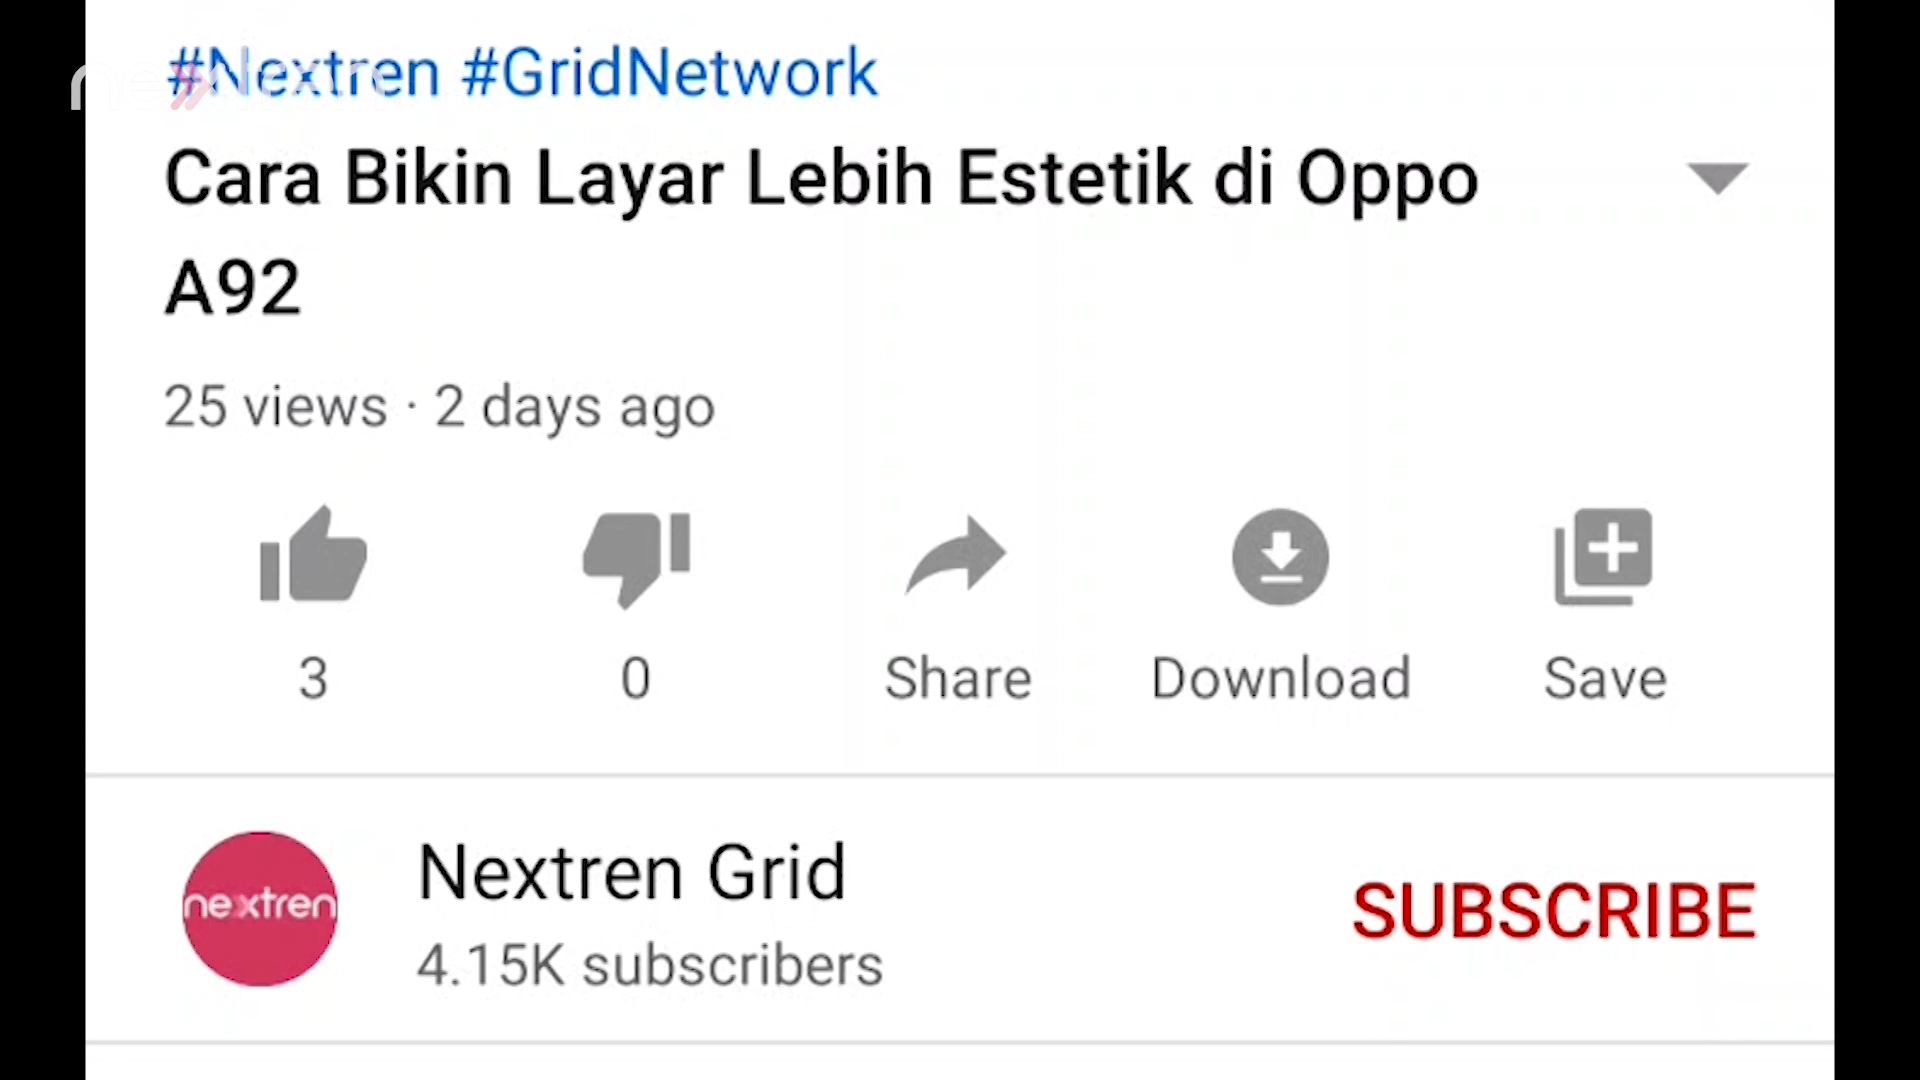 #Nextren #GridNetwork
nextren
Cara Bikin Layar Lebih Estetik di Oppo
A92
25 views · 2 days ago
3
0
Share
Download
Save
nextren
Nextren Grid
4.15K subscribers
SUBSCRIBE